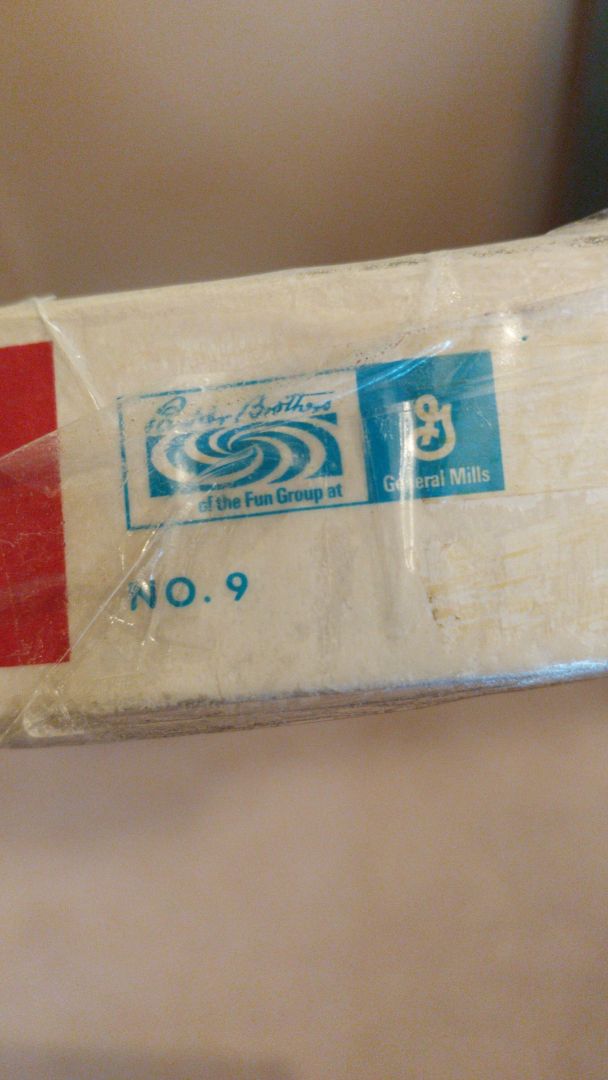 Parker Brothers
of the Fun Group at
G
General Mills
NO. 9